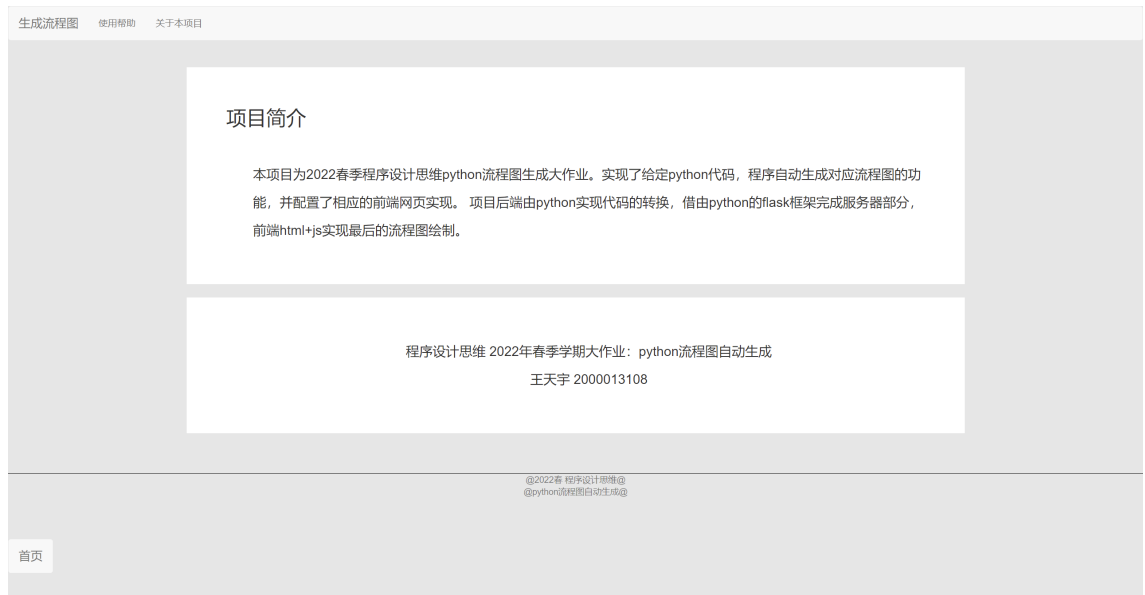 生成流程图 使用帮助 关于本项目
项目简介
本项目为2022春季程序设计思维python流程图生成大作业。实现了给定python代码，程序自动生成对应流程图的功
能，并配置了相应的前端网页实现。 项目后端由python实现代码的转换，借由python的flask框架完成服务器部分，
前端html+js实现最后的流程图绘制。
程序设计思维 2022年春季学期大作业：python流程图自动生成
王天宇 2000013108
@2022春 程序设计思维@
@python流程图自动生成@
首页